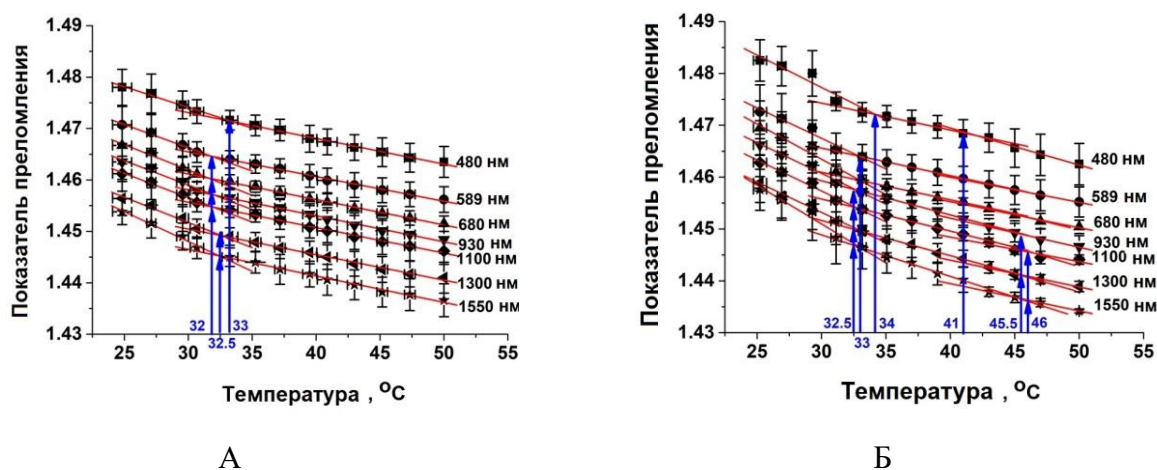 1.49
1.48
1.47
1.46
1.45
1.44
1.43
Показатель преломления
480 нм
589 нм
680 нм
930 нм
1100 нм
1300 нм
1550 нм
32
32.5
33
25 30 35 40 45 50 55
Температура , °С
А
1.49
1.48
1.47
1.46
1.45
1.44
1.43
Показатель преломления
480 нм
589 нм
680 нм
930 нм
1100 нм
1300 нм
1550 нм
32.5
33
34
41
45.5
46
25 30 35 40 45 50 55
Температура , °С
Б